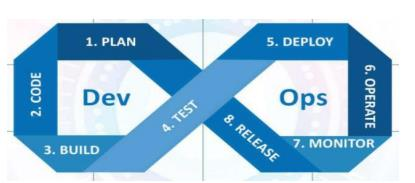 1. PLAN
2. CODE
3. BUILD
4. TEST
5. DEPLOY
6. OPERATE
7. MONITOR
8. RELEASE
Dev
Ops